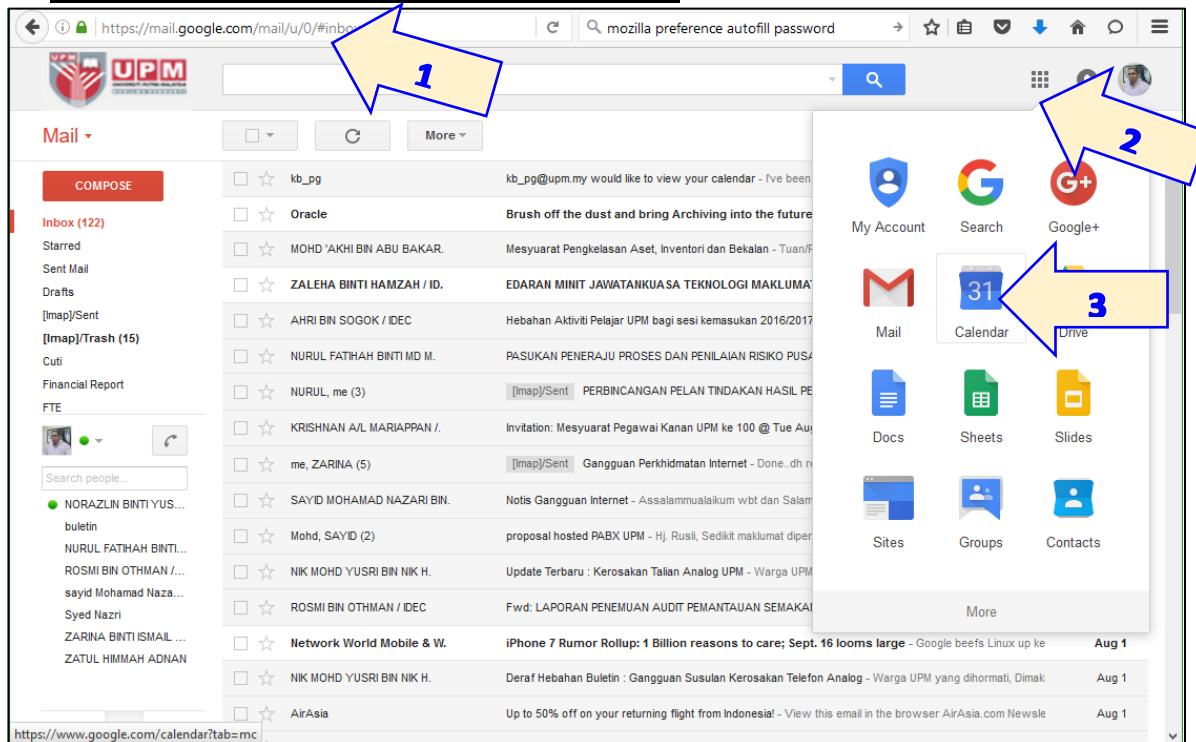 https://mail.google.com/mail/u/0/#inbo
mozilla preference autofill password
1
UPM
UNIVERSITI PUTRA MALAYSIA
2
Mail
More
COMPOSE
Inbox (122)
Starred
Sent Mail
Drafts
[Imap]/Sent
[Imap]/Trash (15)
Cuti
Financial Report
FTE
Search people...
NORAZLIN BINTI YUS...
buletin
NURUL FATIHAH BINTI...
ROSMI BIN OTHMAN /...
sayid Mohamad Naza...
Syed Nazri
ZARINA BINTI ISMAIL ...
ZATUL HIMMAH ADNAN
kb_pg kb_pg@upm.my would like to view your calendar - I've been
Oracle Brush off the dust and bring Archiving into the future
MOHD 'AKHI BIN ABU BAKAR. Mesyuarat Pengkelasan Aset, Inventori dan Bekalan - Tuan/P
ZALEHA BINTI HAMZAH / ID. EDARAN MINIT JAWATANKUASA TEKNOLOGI MAKLUMA
AHRI BIN SOGOK / IDEC Hebahan Aktiviti Pelajar UPM bagi sesi kemasukan 2016/2017
NURUL FATIHAH BINTI MD M. PASUKAN PENERAJU PROSES DAN PENILAIAN RISIKO PUSA
NURUL, me (3) [Imap]/Sent PERBINCANGAN PELAN TINDAKAN HASIL PE
KRISHNAN A/L MARIAPPAN /. Invitation: Mesyuarat Pegawai Kanan UPM ke 100 @ Tue Aug
me, ZARINA (5) [Imap]/Sent Gangguan Perkhidmatan Internet - Done..dh r
SAYID MOHAMAD NAZARI BIN. Notis Gangguan Internet - Assalammualaikum wbt dan Salam
Mohd, SAYID (2) proposal hosted PABX UPM - Hj. Rusli, Sedikit maklumat diper
NIK MOHD YUSRI BIN NIK H. Update Terbaru : Kerosakan Talian Analog UPM - Warga UPM
ROSMI BIN OTHMAN / IDEC Fwd: LAPORAN PENEMUAN AUDIT PEMANTAUAN SEMAKAN
Network World Mobile & W. iPhone 7 Rumor Rollup: 1 Billion reasons to care; Sept. 16 looms large - Google beefs Linux up ke Aug 1
NIK MOHD YUSRI BIN NIK H. Deraf Hebahan Buletin : Gangguan Susulan Kerosakan Telefon Analog - Warga UPM yang dihormati, Dimak Aug 1
AirAsia Up to 50% off on your returning flight from Indonesia! - View this email in the browser AirAsia.com Newsle Aug 1
My Account Search Google+
31
3
Mail Calendar Drive
Docs Sheets Slides
Sites Groups Contacts
More
https://www.google.com/calendar?tab=mc